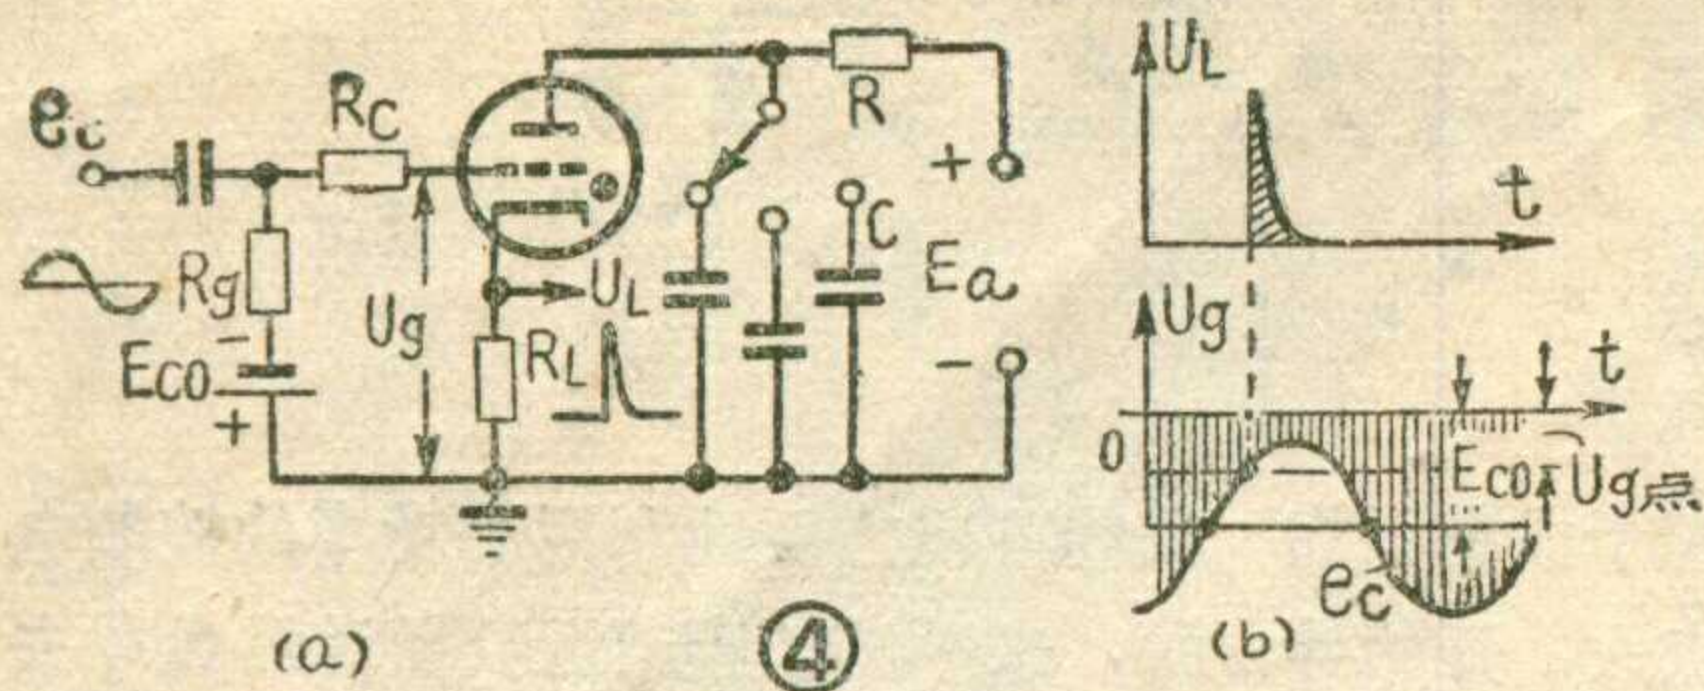 ec
Rc
R
+
Rg
Ug
UL
C
Ea
-
Eco
-
RL
+
(a)
④
UL
t
Ug
t
0
Eco
Ug点
ec
(b)